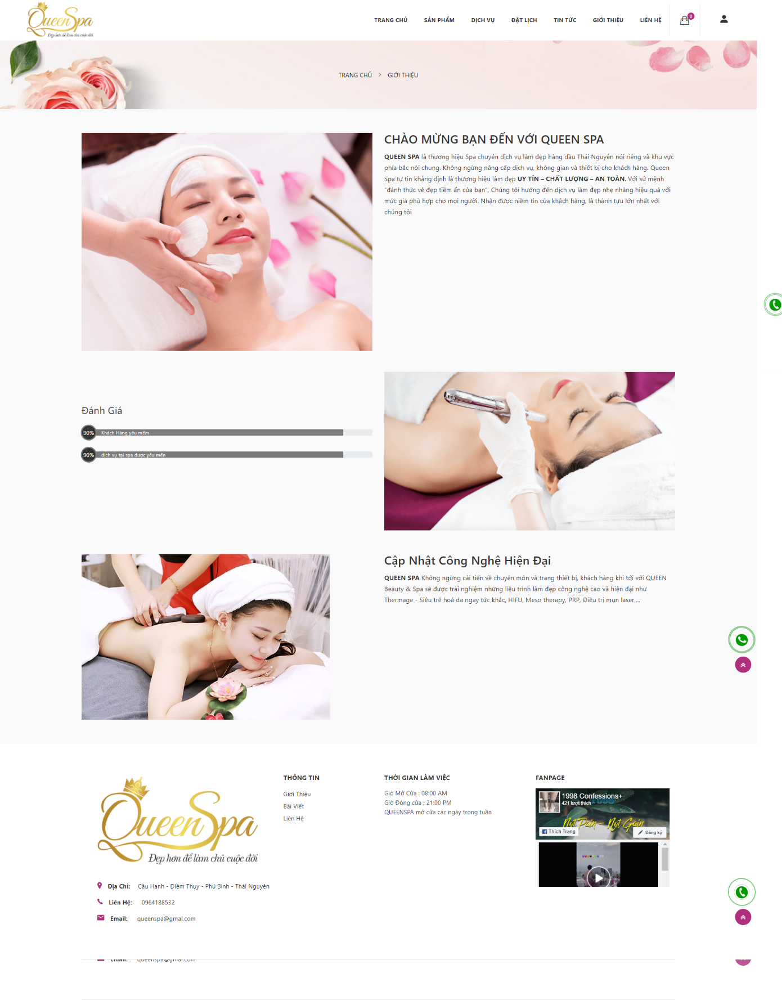 QueenSpa
Đẹp hơn để làm chủ cuộc đời
TRANG CHỦ SẢN PHẨM DỊCH VỤ ĐẶT LỊCH TIN TỨC GIỚI THIỆU LIÊN HỆ 0
TRANG CHỦ > GIỚI THIỆU
CHÀO MỪNG BẠN ĐẾN VỚI QUEEN SPA
QUEEN SPA là thương hiệu Spa chuyên dịch vụ làm đẹp hàng đầu Thái Nguyên nói riêng và khu vực
phía bắc nói chung. Không ngừng nâng cấp dịch vụ, không gian và thiết bị cho khách hàng. Queen
Spa tự tin khẳng định là thương hiệu làm đẹp UY TÍN – CHẤT LƯỢNG – AN TOÀN. Với sứ mệnh
“đánh thức vẻ đẹp tiềm ẩn của bạn”, Chúng tôi hướng đến dịch vụ làm đẹp nhẹ nhàng hiệu quả với
mức giá phù hợp cho mọi người. Nhận được niềm tin của khách hàng, là thành tựu lớn nhất với
chúng tôi
Đánh Giá
90% Khách Hàng yêu mếm
90% dịch vụ tại spa được yêu mến
Cập Nhật Công Nghệ Hiện Đại
QUEEN SPA Không ngừng cải tiến về chuyên môn và trang thiết bị, khách hàng khi tới với QUEEN
Beauty & Spa sẽ được trải nghiệm những liệu trình làm đẹp công nghệ cao và hiện đại như
Thermage - Siêu trẻ hoá da ngay tức khắc, HIFU, Meso therapy, PRP, Điều trị mụn laser,...
QueenSpa
Đẹp hơn để làm chủ cuộc đời
Địa Chỉ: Cầu Hanh - Điềm Thụy - Phú Bình - Thái Nguyên
Liên Hệ: 0964188532
Email: queenspa@gmal.com
THÔNG TIN
Giới Thiệu
Bài Viết
Liên Hệ
THỜI GIAN LÀM VIỆC
Giờ Mở Cửa : 08:00 AM
Giờ Đóng cửa : 21:00 PM
QUEENSPA mở cửa các ngày trong tuần
FANPAGE
1998 Confessions+
421 lượt thích
1998
Not Pain - Not Gain
Thích Trang
Đăng ký
Email: queenspa@gmal.com